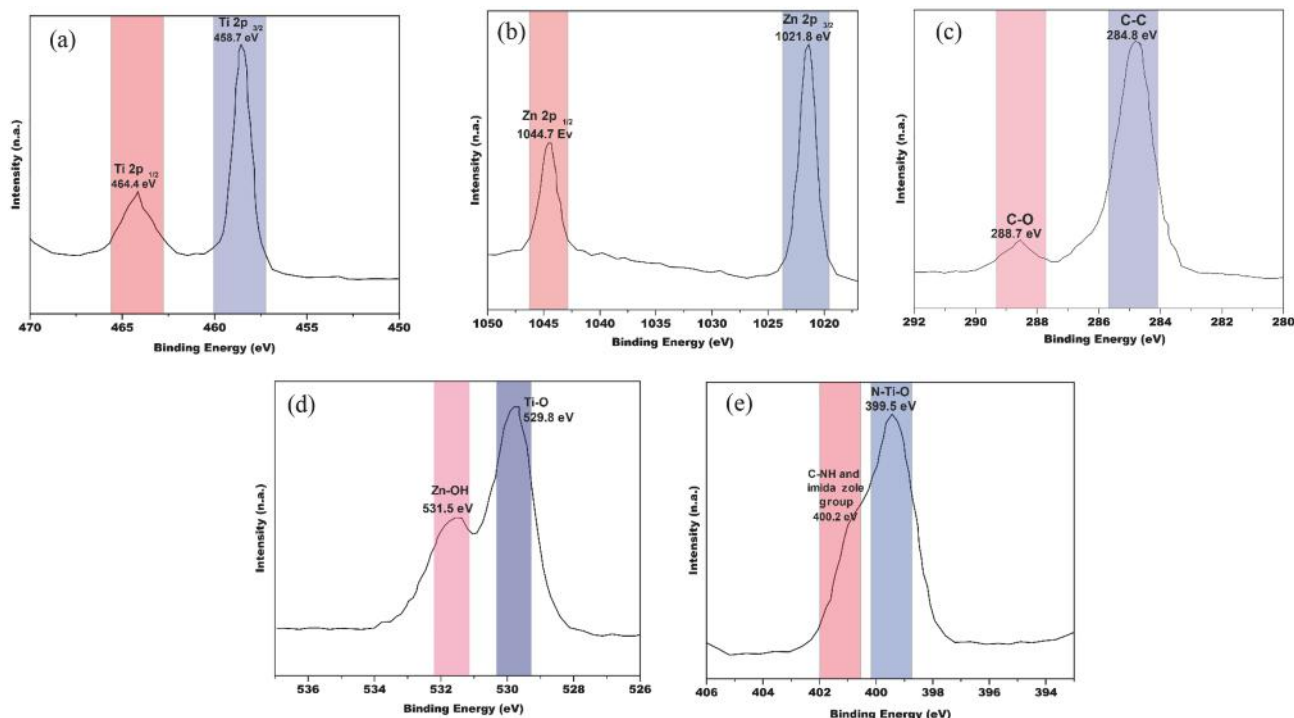 (a)
Ti 2p 3/2
458.7 eV
Ti 2p 1/2
464.4 eV
Intensity (n.a.)
470 465 460 455 450
Binding Energy (eV)
(b)
Zn 2p 3/2
1021.8 eV
Zn 2p 1/2
1044.7 Ev
Intensity (n.a.)
1050 1045 1040 1035 1030 1025 1020
Binding Energy (eV)
(c)
C-C
284.8 eV
C-O
288.7 eV
Intensity (n.a.)
292 290 288 286 284 282 280
Binding Energy (eV)
(d)
Ti-O
529.8 eV
Zn-OH
531.5 eV
Intensity (n.a.)
536 534 532 530 528 526
Binding Energy (eV)
(e)
N-Ti-O
399.5 eV
C-NH and
imida zole
group
400.2 eV
Intensity (n.a.)
406 404 402 400 398 396 394
Binding Energy (eV)